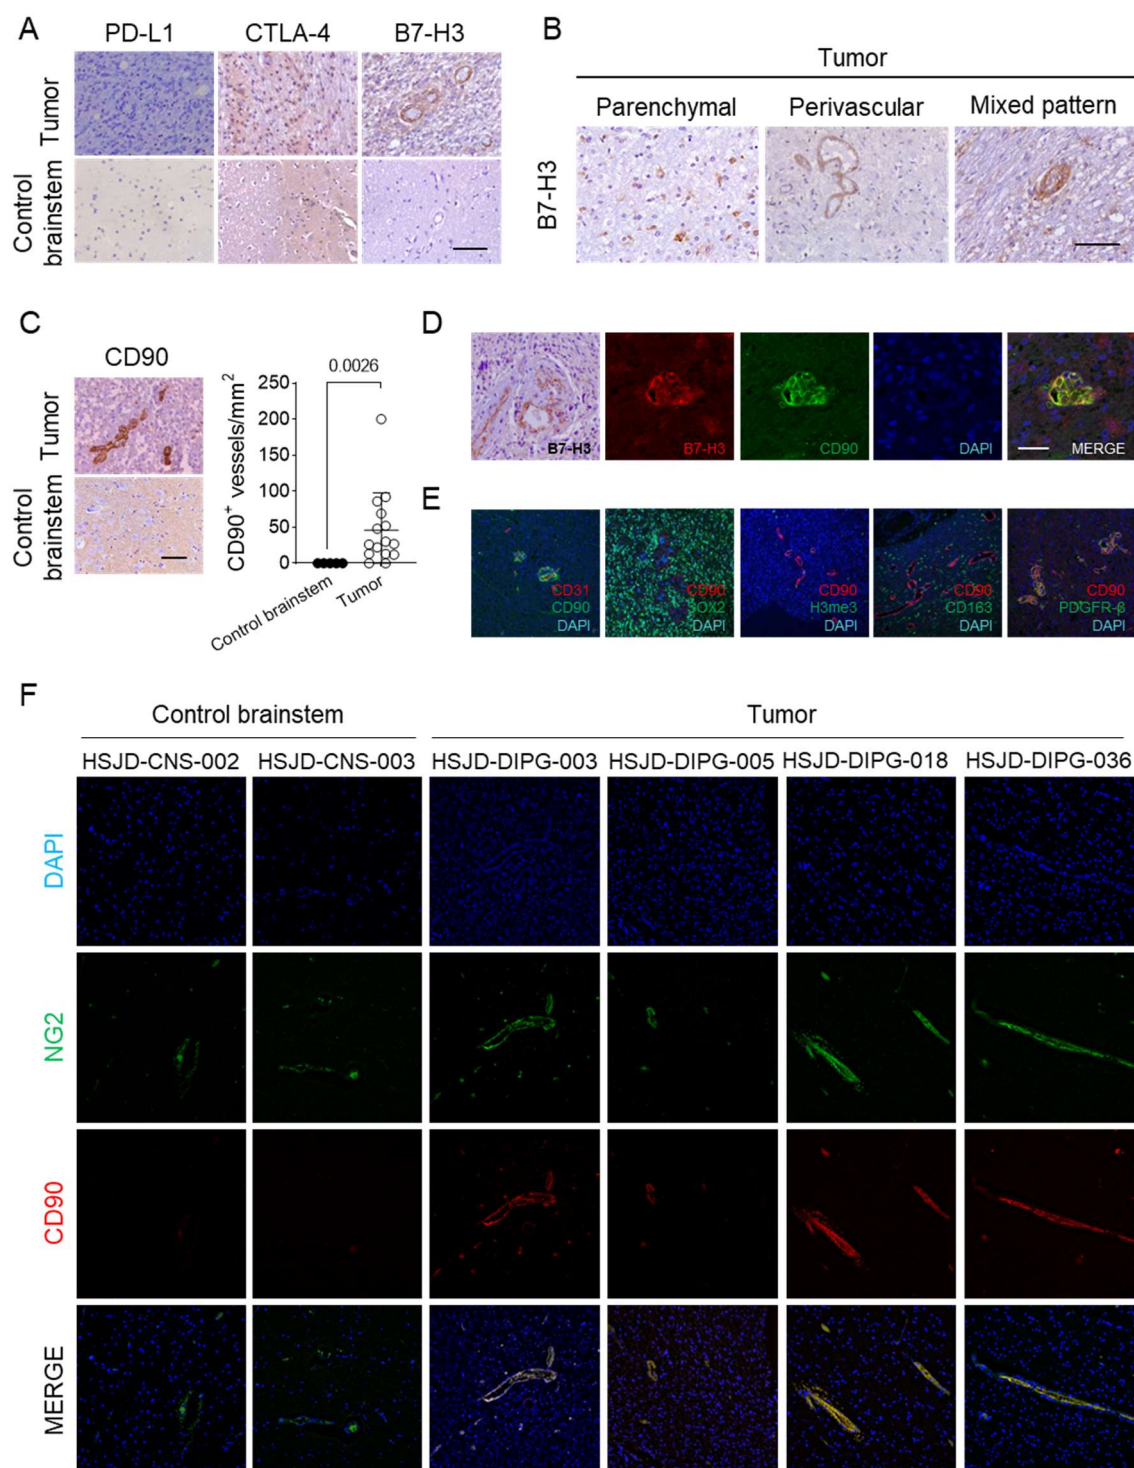 A
PD-L1 CTLA-4 B7-H3
Tumor
Control
brainstem
B
Tumor
Parenchymal Perivascular Mixed pattern
B7-H3
C
CD90
Tumor
Control
brainstem
CD90+ vessels/mm2
0.0026
250
200
150
100
50
0
Control brainstem
Tumor
D
B7-H3 B7-H3 CD90 DAPI MERGE
E
CD31 CD90 CD90 CD90 CD90
CD90 SOX2 H3me3 CD163 PDGFR-β
DAPI DAPI DAPI DAPI DAPI
F
Control brainstem Tumor
HSJD-CNS-002 HSJD-CNS-003 HSJD-DIPG-003 HSJD-DIPG-005 HSJD-DIPG-018 HSJD-DIPG-036
DAPI
NG2
CD90
MERGE